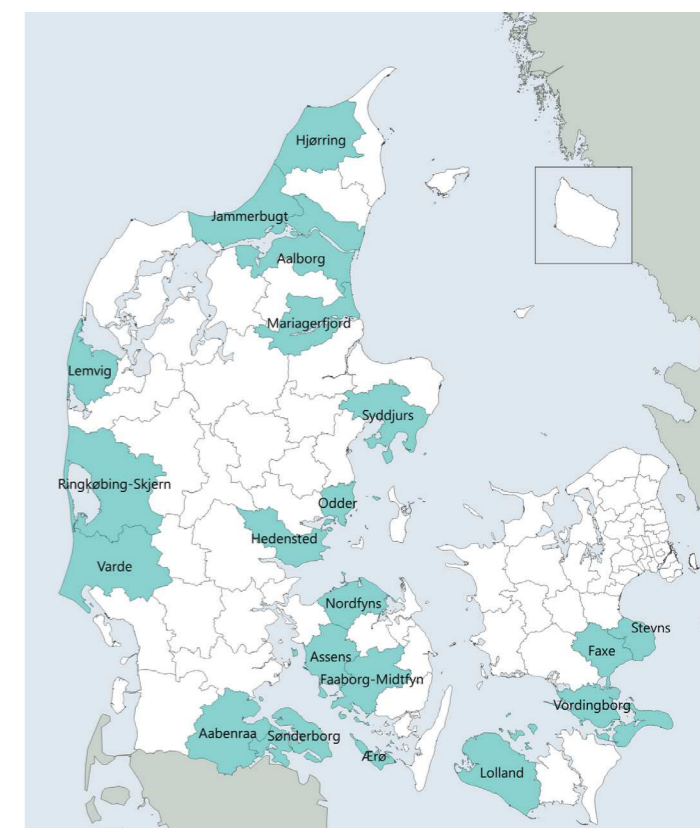 Hjørring
Jammerbugt
Aalborg
Mariagerfjord
Lemvig
Syddjurs
Ringkøbing-Skjern
Odder
Hedensted
Varde
Nordfyns
Stevns
Faxe
Assens
Faaborg-Midtfyn
Vordingborg
Aabenraa
Sønderborg
Ærø
Lolland